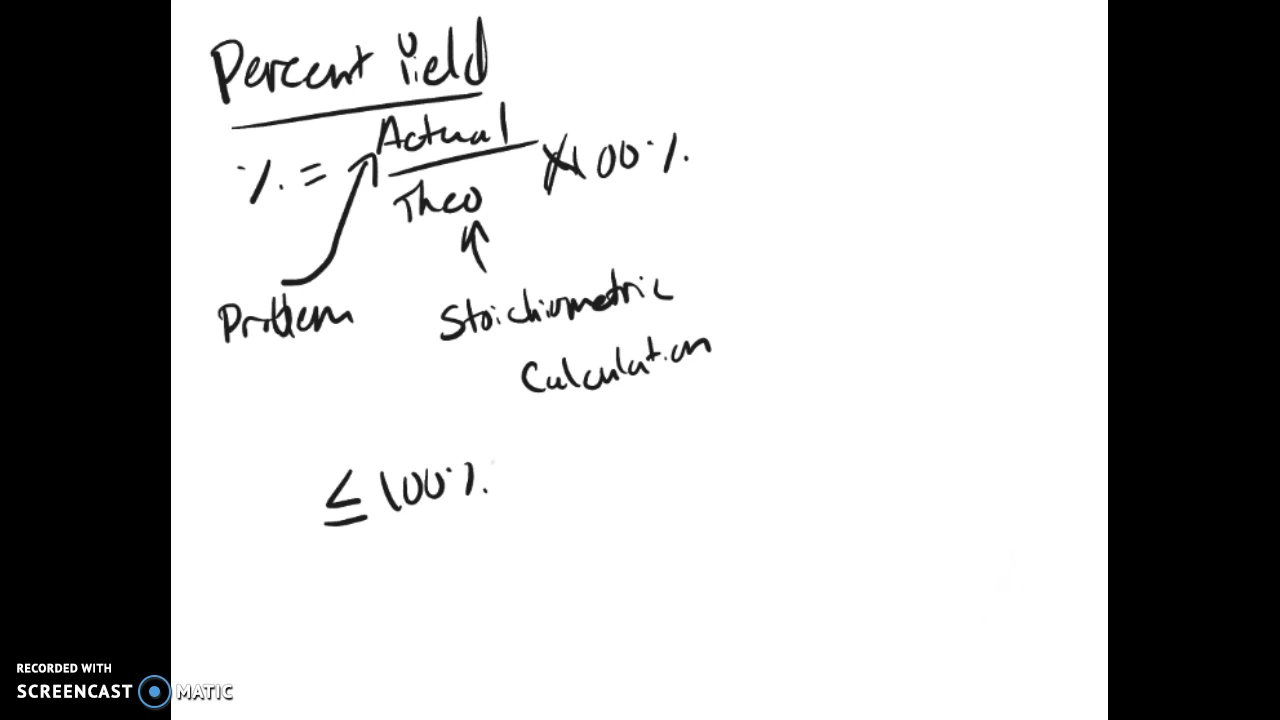 Percent Yield
% = Actual
Theo
X100%
Problem
Stoichiometric
Calculation
≤ 100%
RECORDED WITH
SCREENCAST MATIC